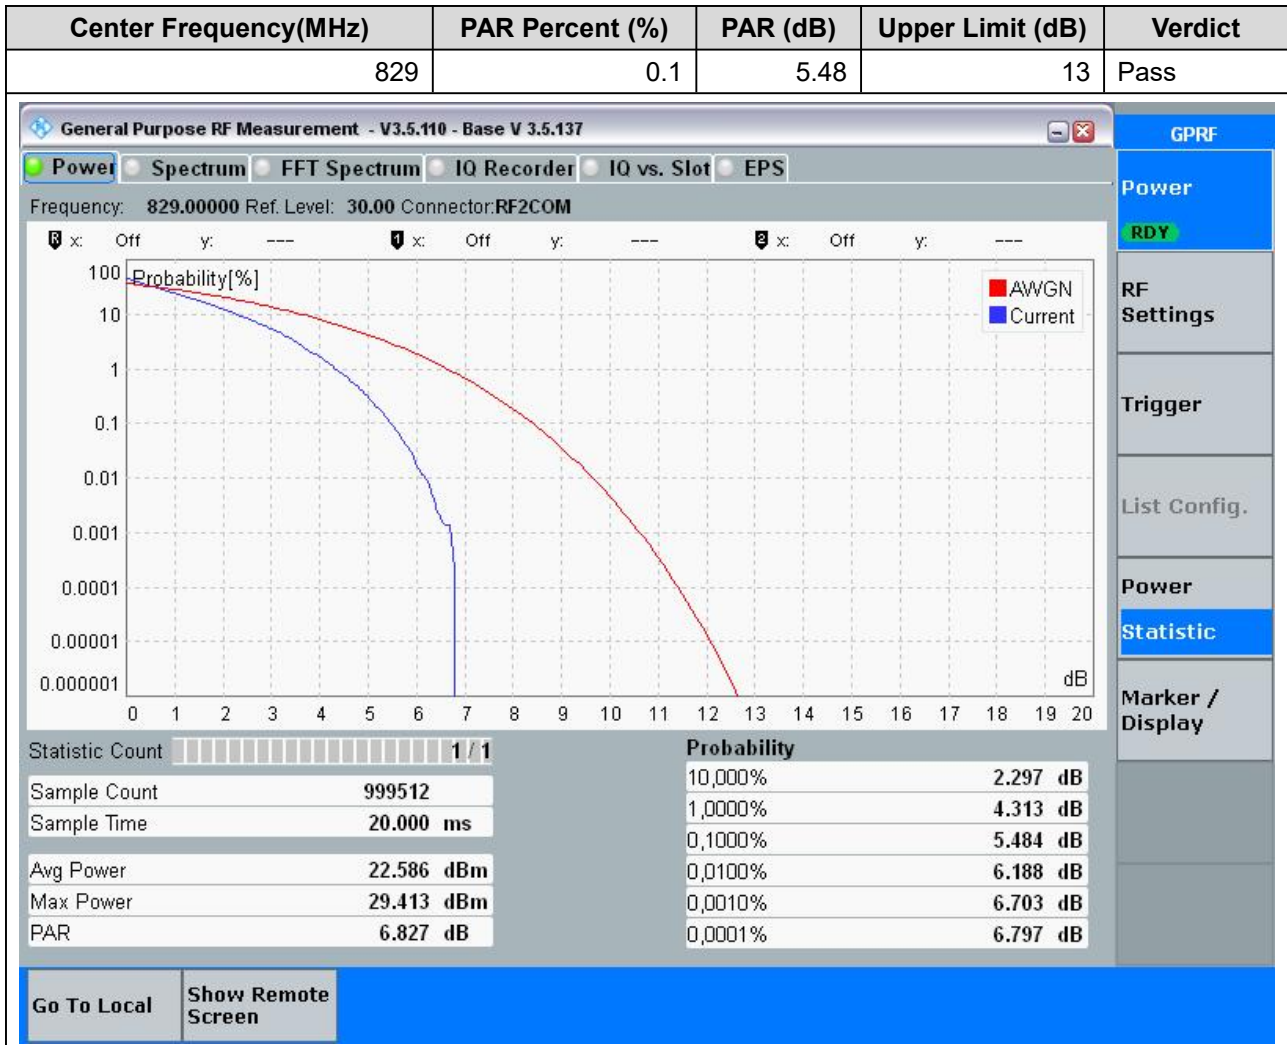 Center Frequency(MHz) PAR Percent (%) PAR (dB) Upper Limit (dB) Verdict
829 0.1 5.48 13 Pass
General Purpose RF Measurement - V3.5.110 - Base V 3.5.137
Power Spectrum FFT Spectrum IQ Recorder IQ vs. Slot EPS
Frequency: 829.00000 Ref. Level: 30.00 Connector:RF2COM
R x: Off y: --- 1 x: Off y: --- 2 x: Off y: ---
Probability[%]
AWGN
Current
100
10
1
0.1
0.01
0.001
0.0001
0.00001
0.000001
dB
0 1 2 3 4 5 6 7 8 9 10 11 12 13 14 15 16 17 18 19 20
Statistic Count 1 / 1
Sample Count 999512
Sample Time 20.000 ms
Avg Power 22.586 dBm
Max Power 29.413 dBm
PAR 6.827 dB
Probability
10,000% 2.297 dB
1,0000% 4.313 dB
0,1000% 5.484 dB
0,0100% 6.188 dB
0,0010% 6.703 dB
0,0001% 6.797 dB
GPRF
Power
RDY
RF
Settings
Trigger
List Config.
Power
Statistic
Marker /
Display
Go To Local
Show Remote
Screen